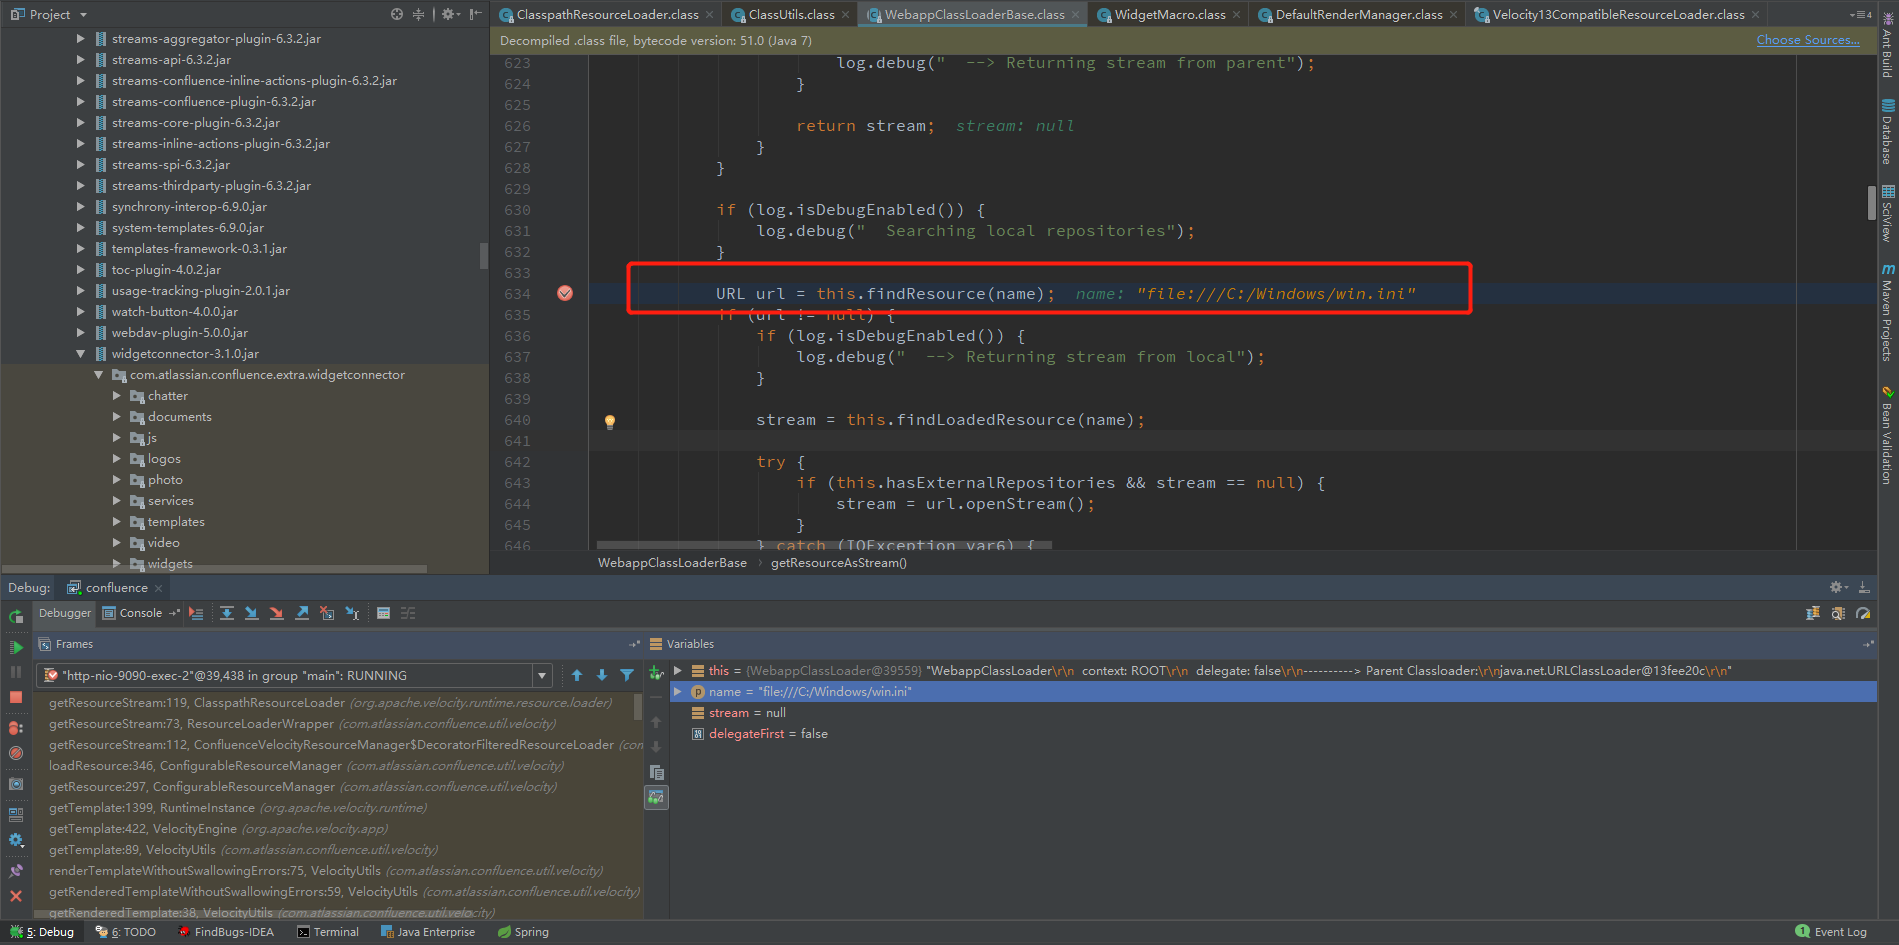 Project
ClasspathResourceLoader.class
ClassUtils.class
WebappClassLoaderBase.class
WidgetMacro.class
DefaultRenderManager.class
Velocity13CompatibleResourceLoader.class
4
Decompiled .class file, bytecode version: 51.0 (Java 7)
Choose Sources...
streams-aggregator-plugin-6.3.2.jar
streams-api-6.3.2.jar
streams-confluence-inline-actions-plugin-6.3.2.jar
streams-confluence-plugin-6.3.2.jar
streams-core-plugin-6.3.2.jar
streams-inline-actions-plugin-6.3.2.jar
streams-spi-6.3.2.jar
streams-thirdparty-plugin-6.3.2.jar
synchrony-interop-6.9.0.jar
system-templates-6.9.0.jar
templates-framework-0.3.1.jar
toc-plugin-4.0.2.jar
usage-tracking-plugin-2.0.1.jar
watch-button-4.0.0.jar
webdav-plugin-5.0.0.jar
widgetconnector-3.1.0.jar
com.atlassian.confluence.extra.widgetconnector
chatter
documents
js
logos
photo
services
templates
video
widgets
623 log.debug("  --> Returning stream from parent");
624 }
625
626 return stream;  stream: null
627 }
628 }
629
630 if (log.isDebugEnabled()) {
631 log.debug("  Searching local repositories");
632 }
633
634 URL url = this.findResource(name);  name: "file:///C:/Windows/win.ini"
635 if (url != null) {
636 if (log.isDebugEnabled()) {
637 log.debug("  --> Returning stream from local");
638 }
639
640 stream = this.findLoadedResource(name);
641
642 try {
643 if (this.hasExternalRepositories && stream == null) {
644 stream = url.openStream();
645 }
646 } catch (IOException var6) {
WebappClassLoaderBase
getResourceAsStream()
Ant Build
Database
SciView
Maven Projects
Bean Validation
Debug:
confluence
Debugger
Console
Frames
"http-nio-9090-exec-2"@39,438 in group "main": RUNNING
getResourceStream:119, ClasspathResourceLoader (org.apache.velocity.runtime.resource.loader)
getResourceStream:73, ResourceLoaderWrapper (com.atlassian.confluence.util.velocity)
getResourceStream:112, ConfluenceVelocityResourceManager$DecoratorFilteredResourceLoader (con
loadResource:346, ConfigurableResourceManager (com.atlassian.confluence.util.velocity)
getResource:297, ConfigurableResourceManager (com.atlassian.confluence.util.velocity)
getTemplate:1399, RuntimeInstance (org.apache.velocity.runtime)
getTemplate:422, VelocityEngine (org.apache.velocity.app)
getTemplate:89, VelocityUtils (com.atlassian.confluence.util.velocity)
renderTemplateWithoutSwallowingErrors:75, VelocityUtils (com.atlassian.confluence.util.velocity)
getRenderedTemplateWithoutSwallowingErrors:59, VelocityUtils (com.atlassian.confluence.util.velocity)
getRenderedTemplate:38, VelocityUtils (com.atlassian.confluence.util.velocity)
Variables
this = {WebappClassLoader@39559} "WebappClassLoader\r\n  context: ROOT\r\n  delegate: false\r\n----------> Parent Classloader:\r\njava.net.URLClassLoader@13fee20c\r\n"
name = "file:///C:/Windows/win.ini"
stream = null
delegateFirst = false
5: Debug
6: TODO
FindBugs-IDEA
Terminal
Java Enterprise
Spring
1 Event Log